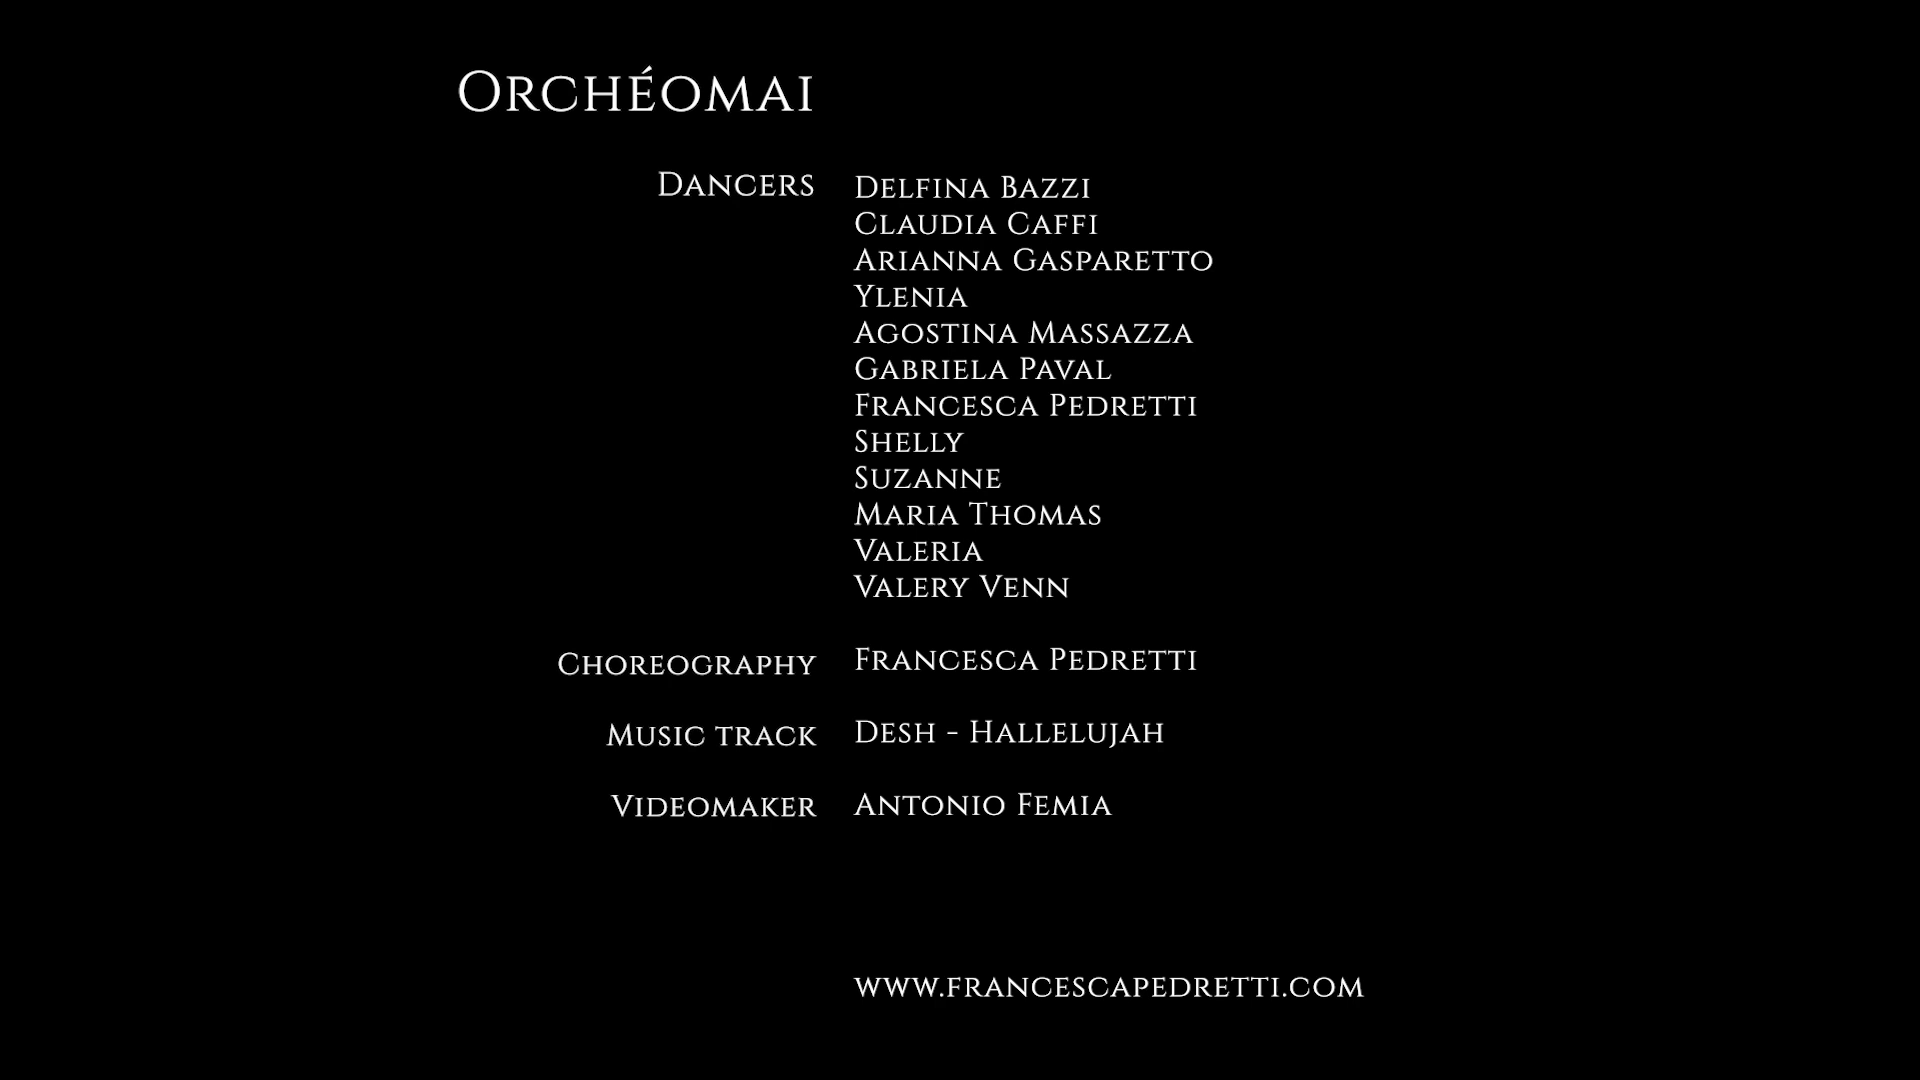 Orchéomai
Dancers Delfina Bazzi
Claudia Caffi
Arianna Gasparetto
Ylenia
Agostina Massazza
Gabriela Paval
Francesca Pedretti
Shelly
Suzanne
Maria Thomas
Valeria
Valery Venn
Choreography Francesca Pedretti
Music track Desh - Hallelujah
Videomaker Antonio Femia
www.francescapedretti.com